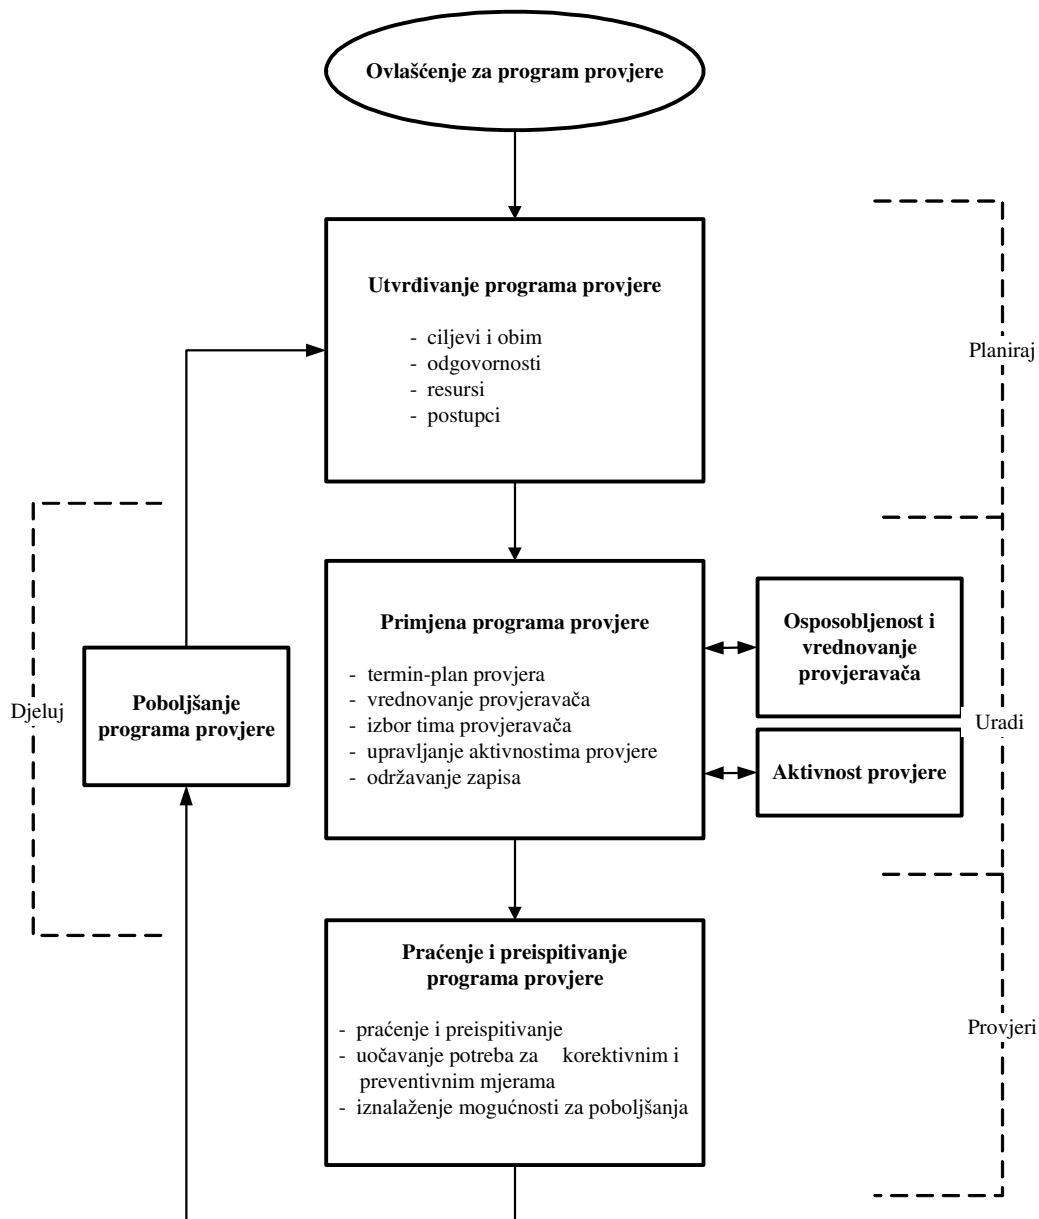 Ovlašćenje za program provjere
Utvrđivanje programa provjere
- ciljevi i obim
- odgovornosti
- resursi
- postupci
Planiraj
Primjena programa provjere
- termin-plan provjera
- vrednovanje provjeravača
- izbor tima provjeravača
- upravljanje aktivnostima provjere
- održavanje zapisa
Osposobljenost i
vrednovanje
provjeravača
Aktivnost provjere
Uradi
Poboljšanje
programa provjere
Djeluj
Praćenje i preispitivanje
programa provjere
- praćenje i preispitivanje
- uočavanje potreba za korektivnim i
preventivnim mjerama
- iznalaženje mogućnosti za poboljšanja
Provjeri